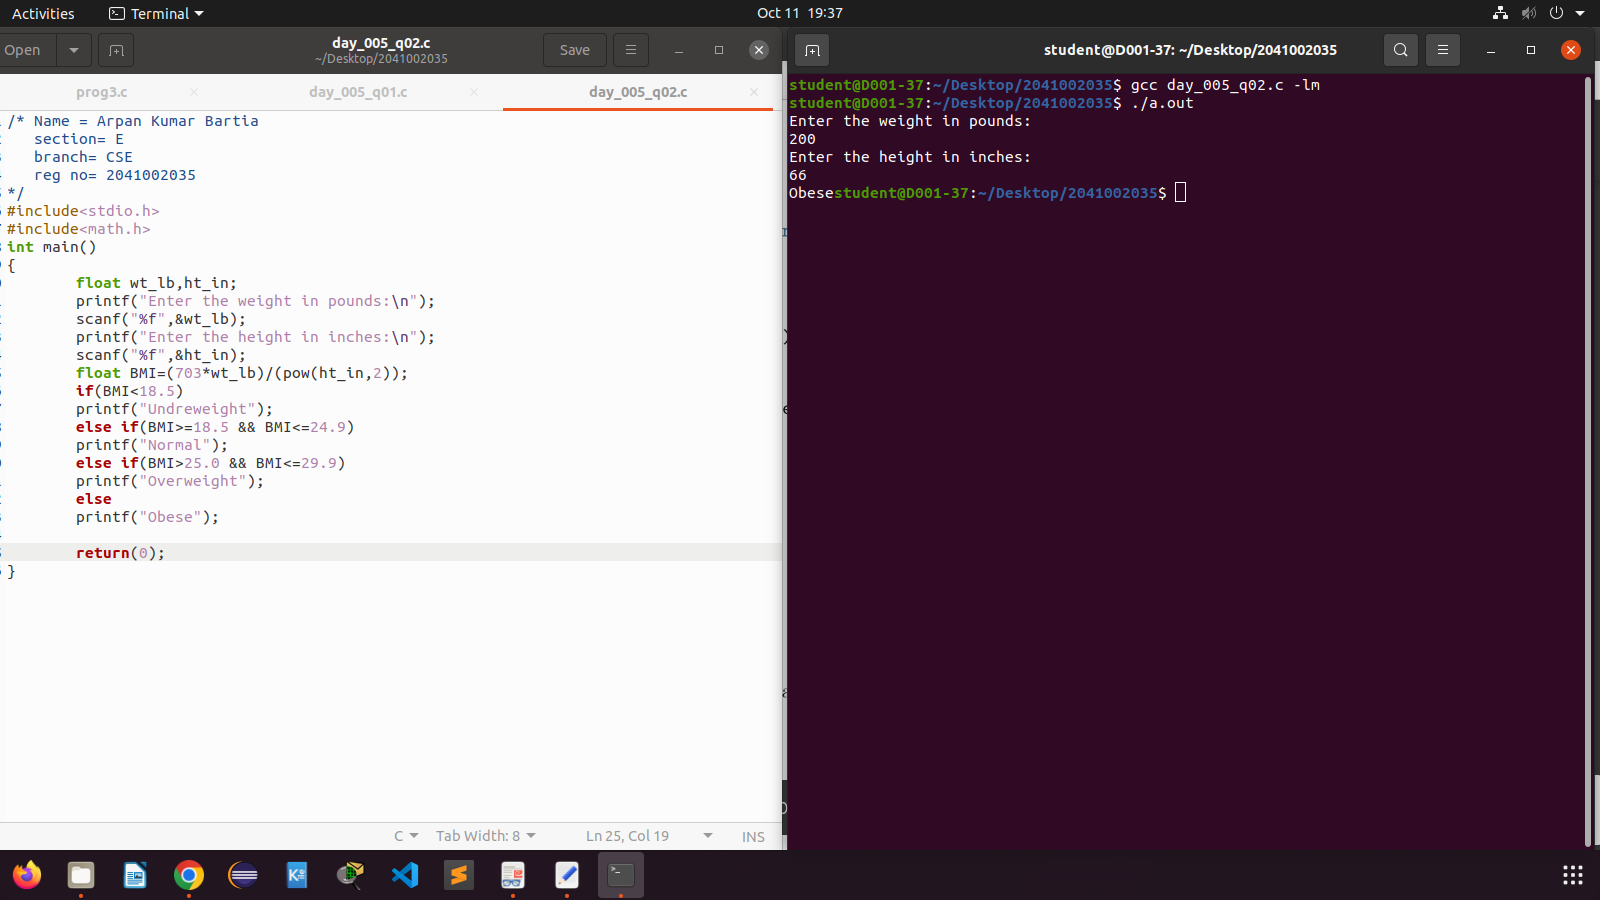 Activities
Terminal
Oct 11 19:37
Open
day_005_q02.c
~/Desktop/2041002035
Save
prog3.c
day_005_q01.c
day_005_q02.c
/* Name = Arpan Kumar Bartia
section= E
branch= CSE
reg no= 2041002035
*/
#include<stdio.h>
#include<math.h>
int main()
{
float wt_lb,ht_in;
printf("Enter the weight in pounds:\n");
scanf("%f",&wt_lb);
printf("Enter the height in inches:\n");
scanf("%f",&ht_in);
float BMI=(703*wt_lb)/(pow(ht_in,2));
if(BMI<18.5)
printf("Undreweight");
else if(BMI>=18.5 && BMI<=24.9)
printf("Normal");
else if(BMI>25.0 && BMI<=29.9)
printf("Overweight");
else
printf("Obese");
return(0);
}
C
Tab Width: 8
Ln 25, Col 19
INS
student@D001-37: ~/Desktop/2041002035
student@D001-37:~/Desktop/2041002035$ gcc day_005_q02.c -lm
student@D001-37:~/Desktop/2041002035$ ./a.out
Enter the weight in pounds:
200
Enter the height in inches:
66
Obesestudent@D001-37:~/Desktop/2041002035$